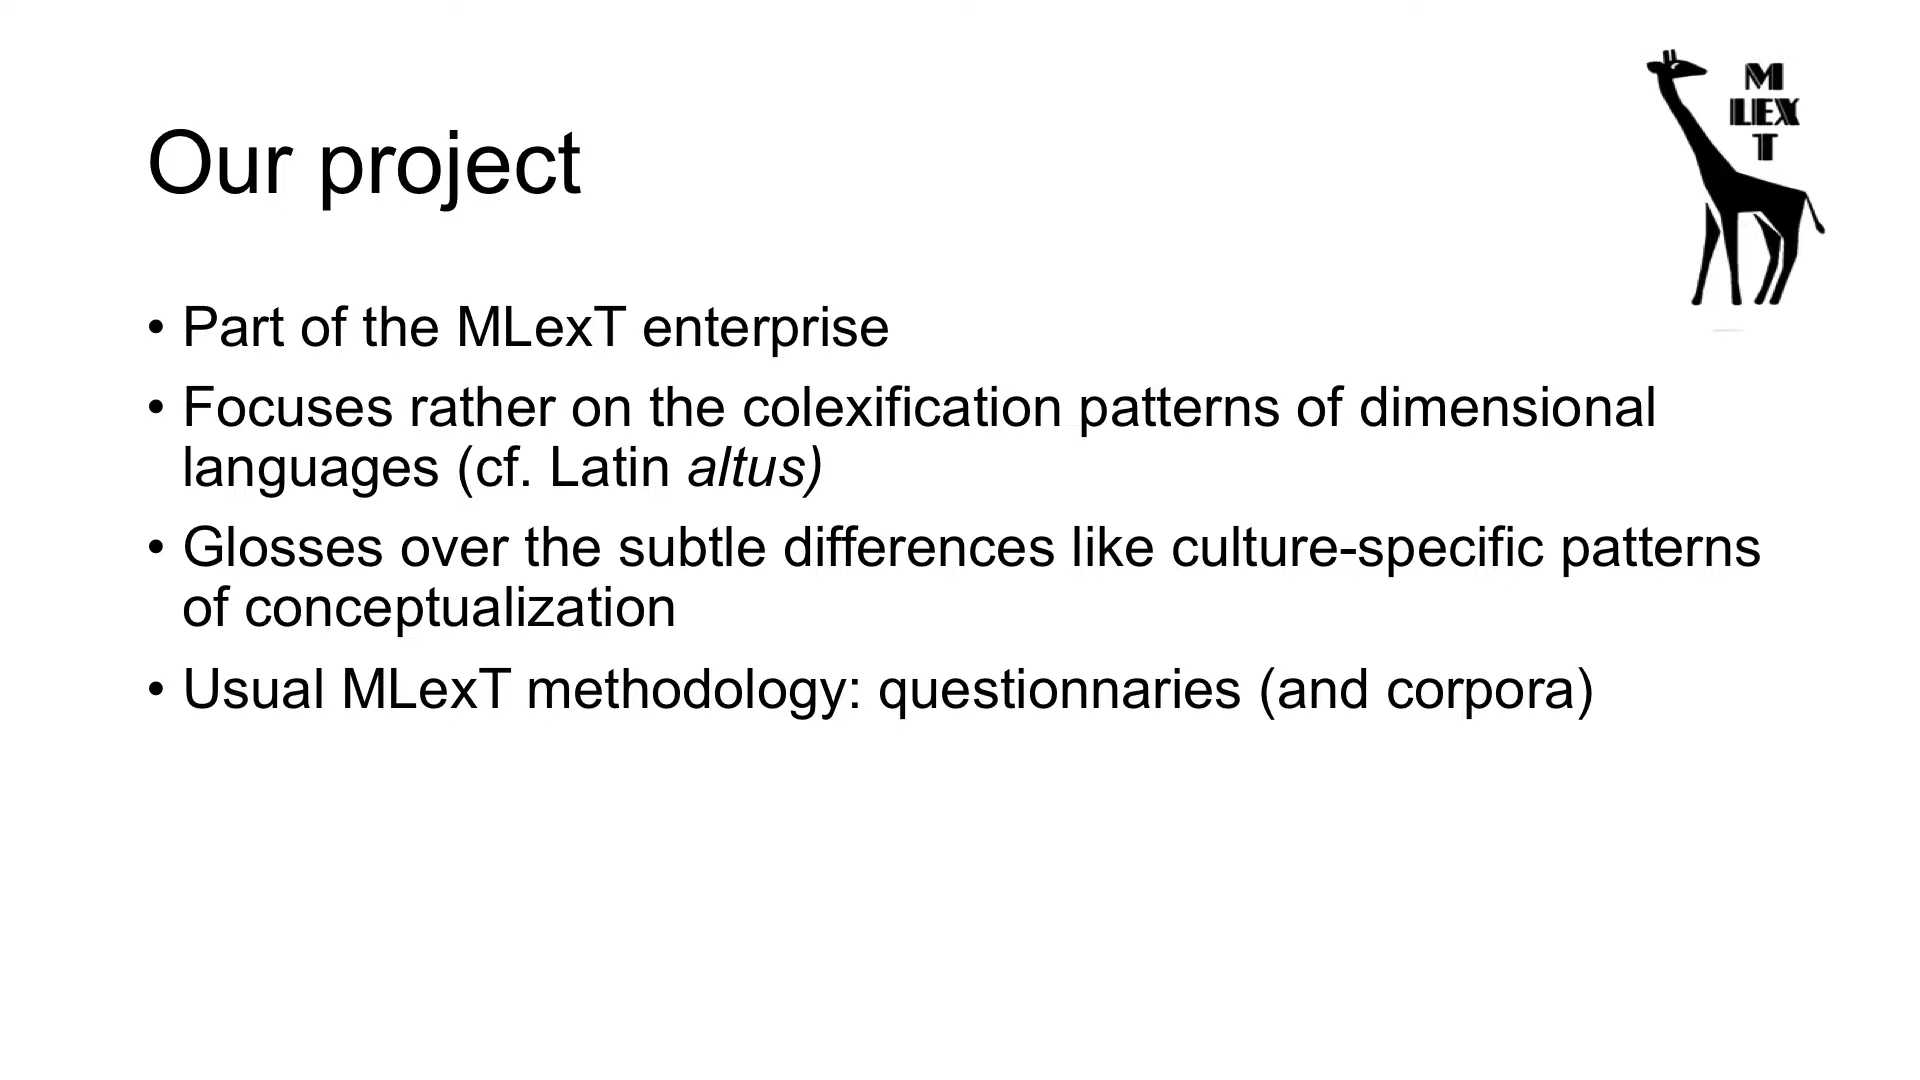 M
LEX
T
Our project
• Part of the MLexT enterprise
• Focuses rather on the colexification patterns of dimensional
languages (cf. Latin altus)
• Glosses over the subtle differences like culture-specific patterns
of conceptualization
• Usual MLexT methodology: questionnaries (and corpora)